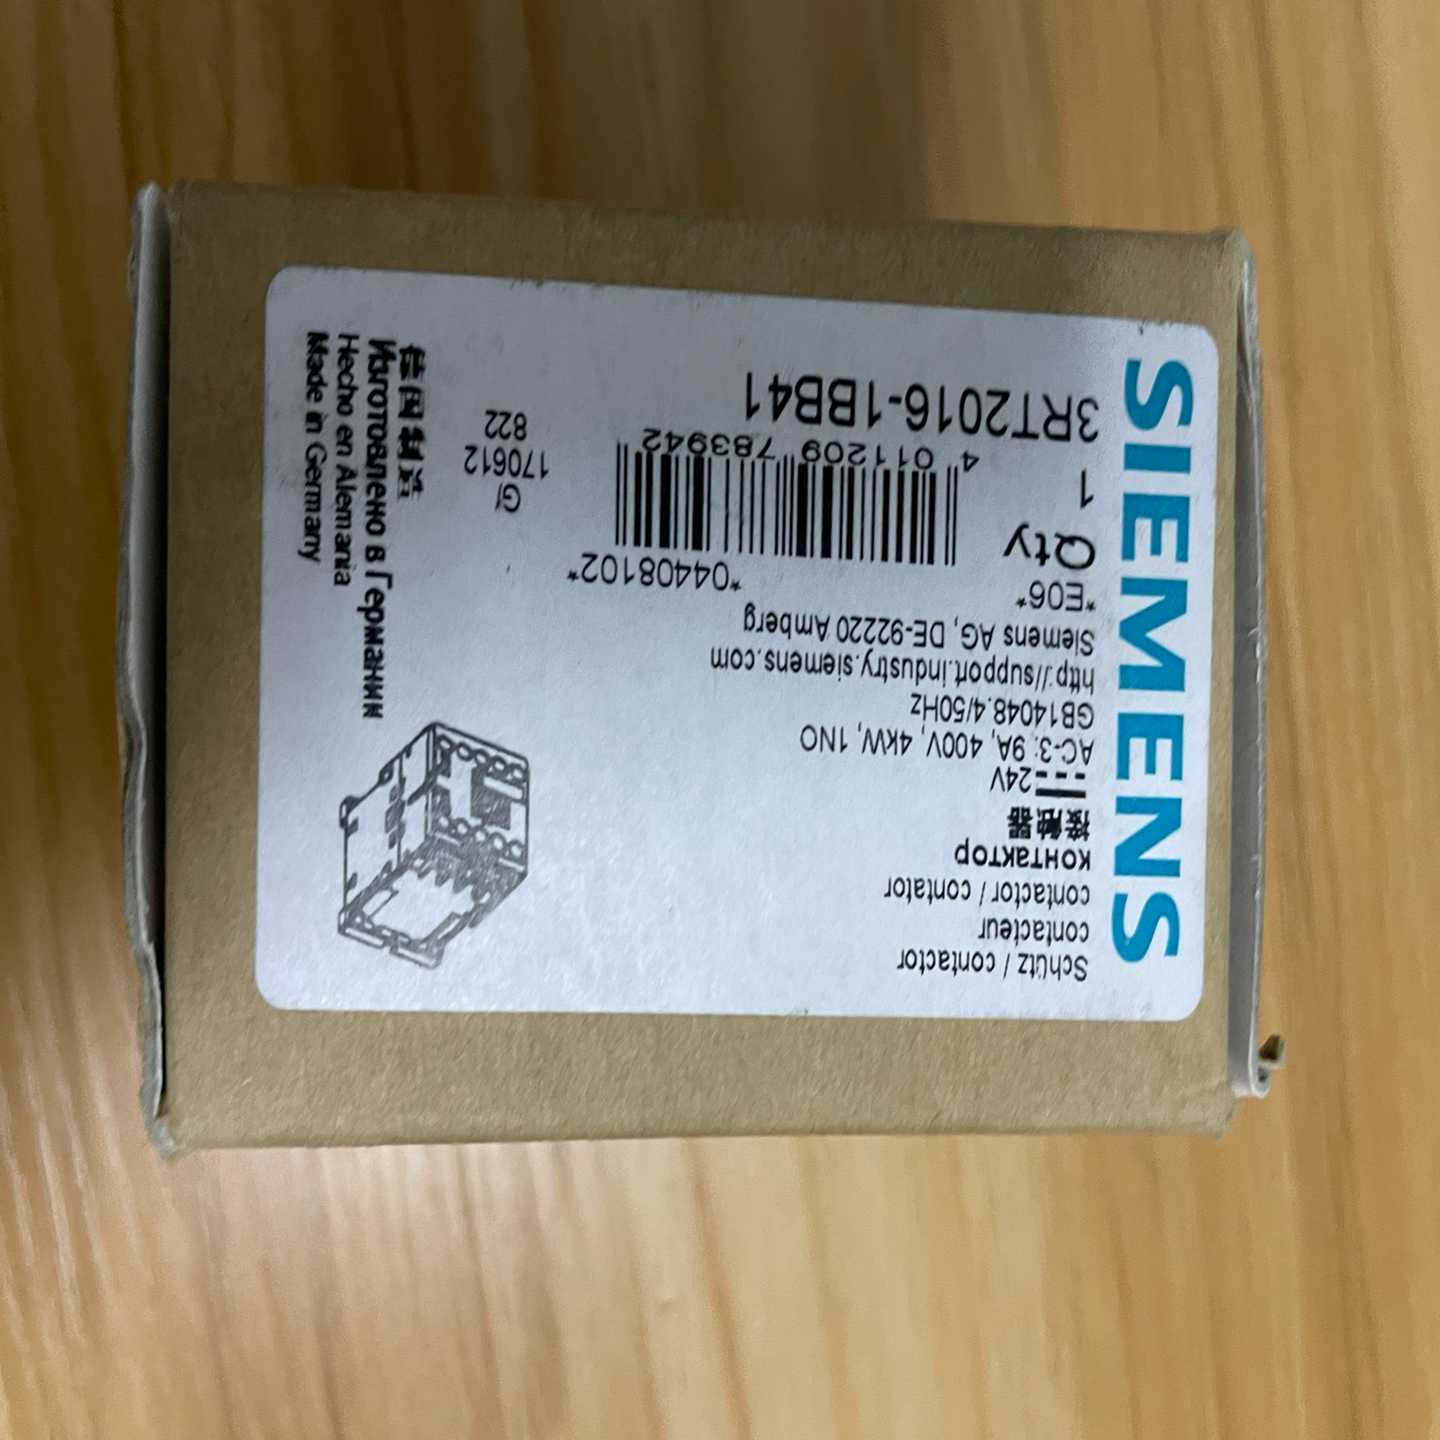 SIEMENS
3RT2016-1BB41
4 011209 783942
1
Qty
*E06*
*04408102*
Siemens AG, DE-92220 Amberg
http://support.industry.siemens.com
GB14048.4/50Hz
AC-3: 9A, 400V, 4kW, 1NO
24V
接触器
контактор
contactor / contator
contacteur
Schütz / contactor
G/
170612
822
德国制造
Изготовлено в Германии
Hecho en Alemania
Made in Germany